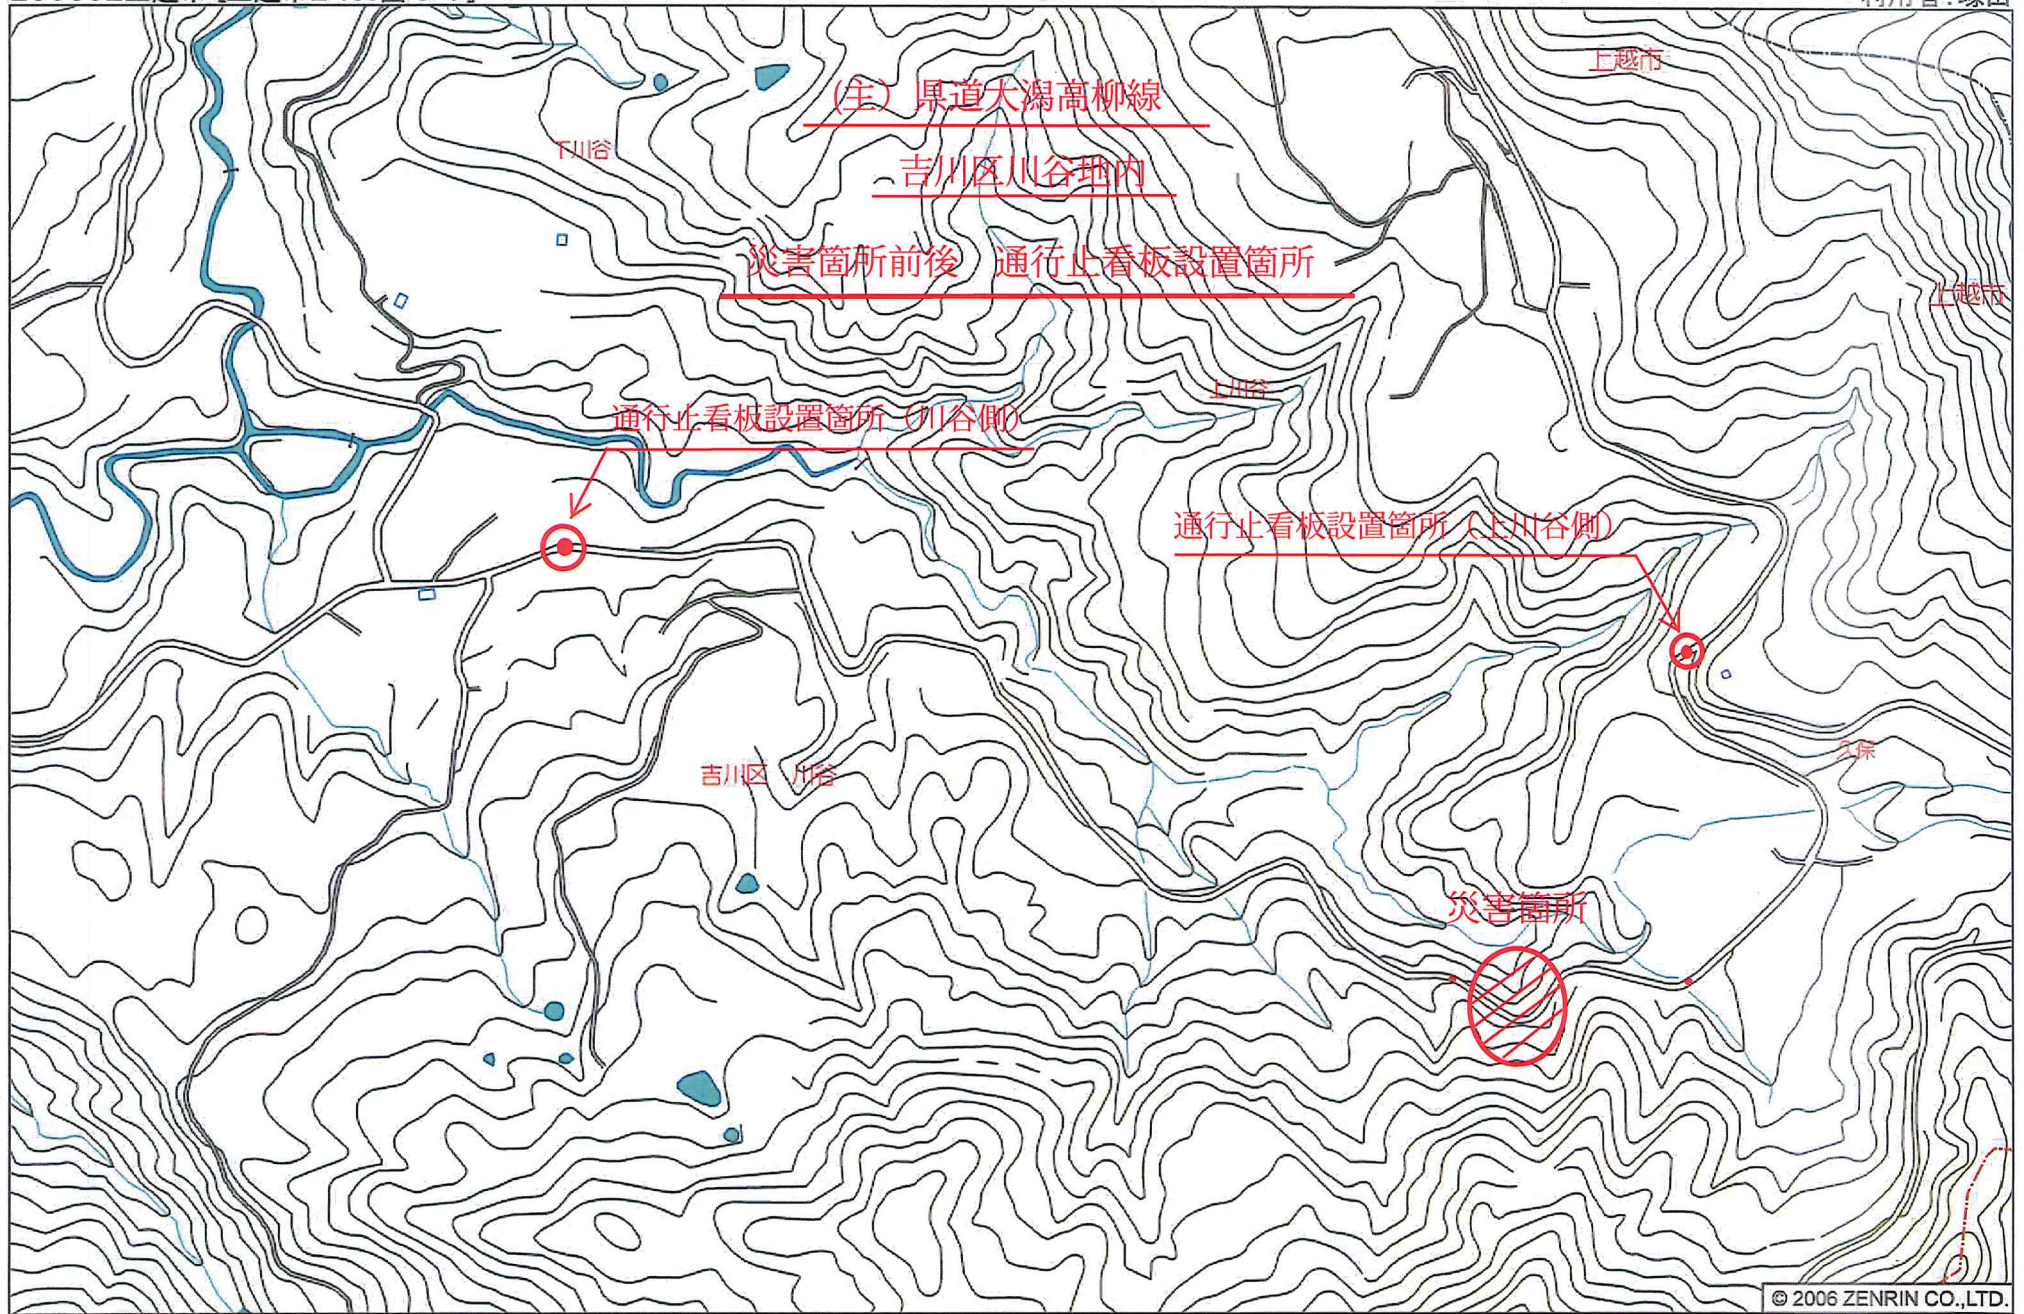 上越市
(主）県道大潟高柳線
下川谷
吉川区川谷地内
災害箇所前後　通行止看板設置箇所
上越市
上川谷
通行止看板設置箇所（川谷側）
通行止看板設置箇所（上川谷側）
久保
吉川区　川谷
災害箇所
© 2006 ZENRIN CO.,LTD.